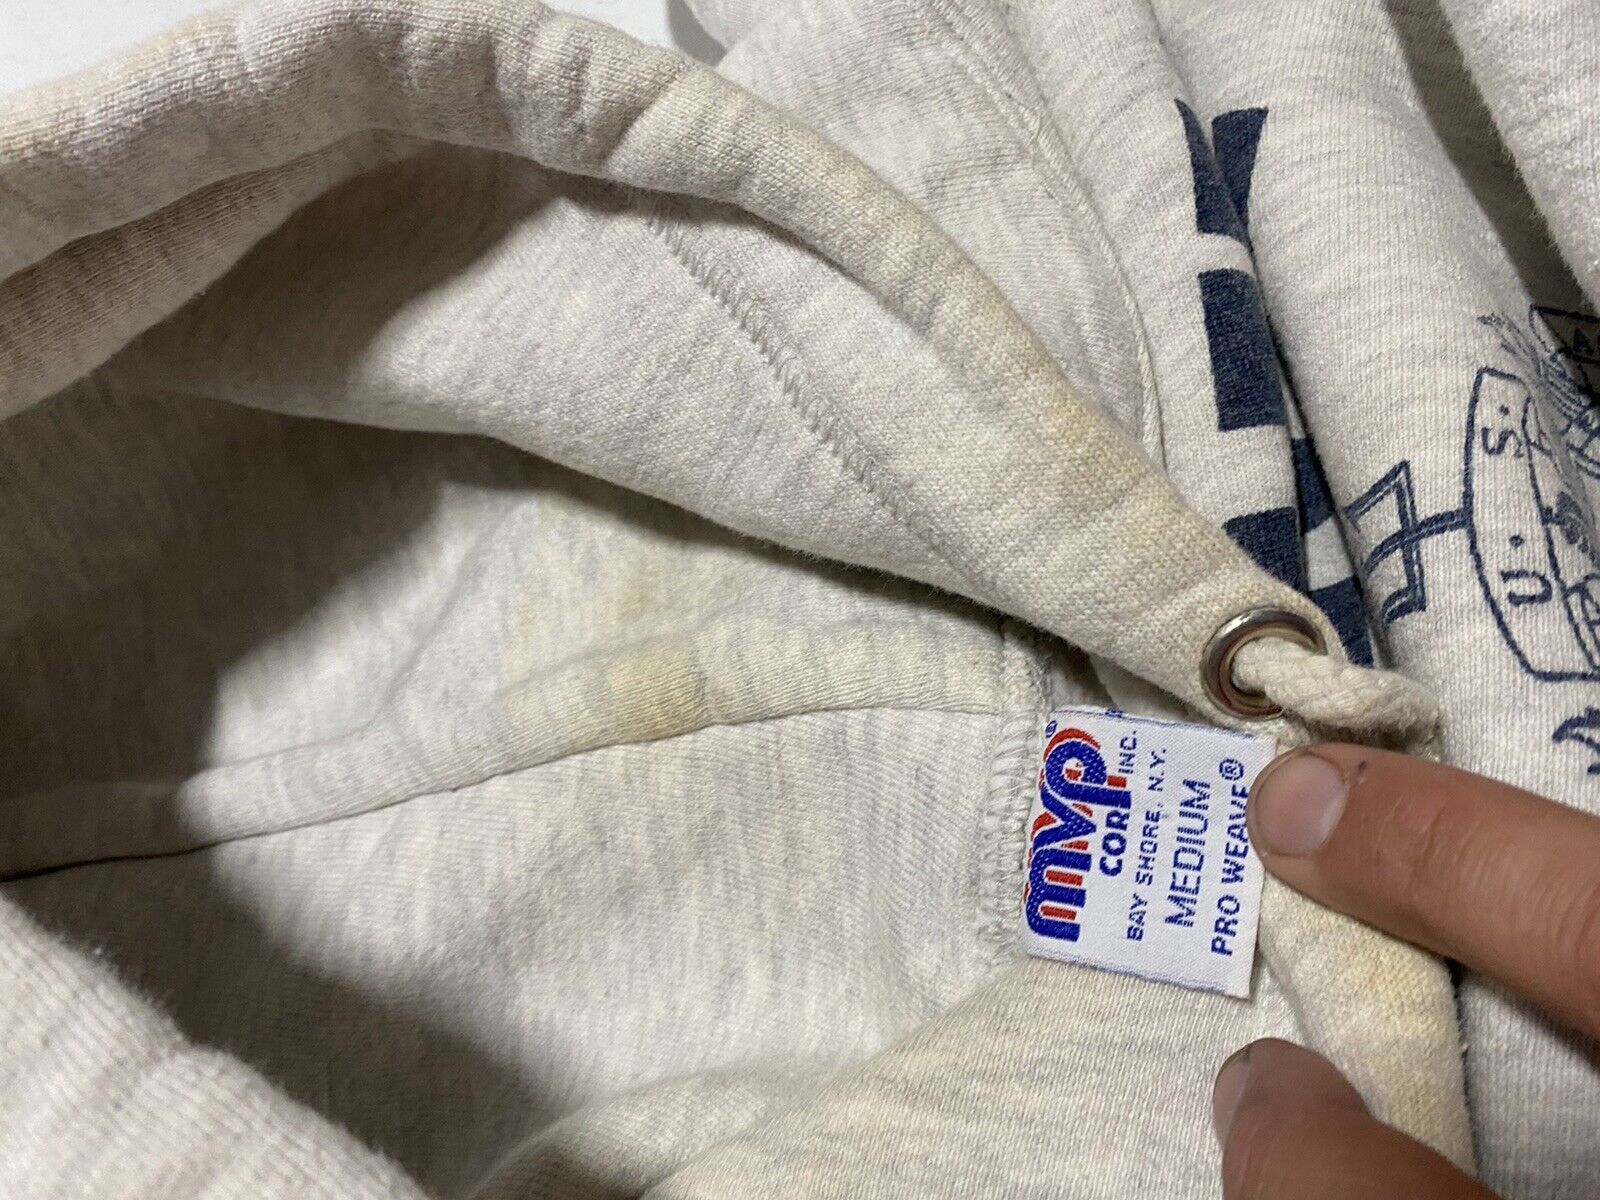 mvp®
CORP INC.
BAY SHORE, N.Y.
MEDIUM
PRO WEAVE®
U.S.